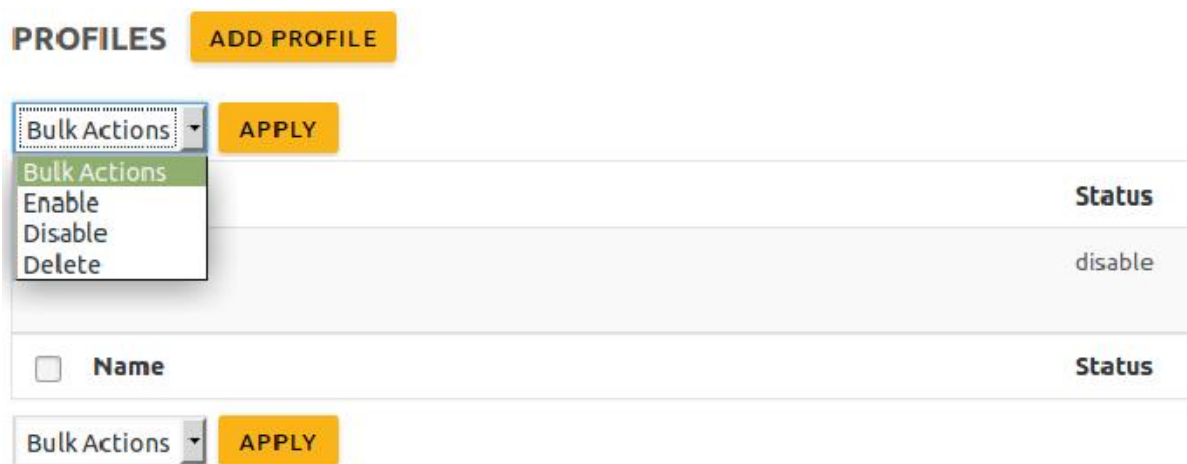 PROFILES ADD PROFILE
Bulk Actions APPLY
Bulk Actions
Enable
Disable
Delete
Status
disable
Name Status
Bulk Actions APPLY